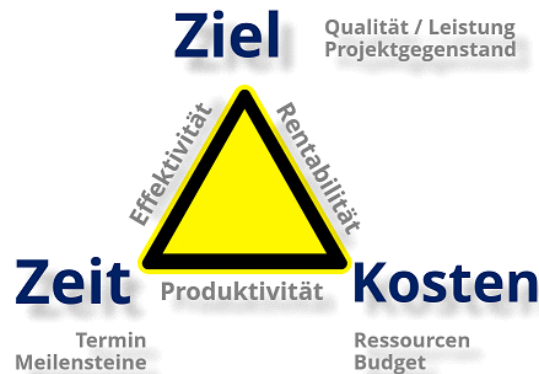 Ziel
Qualität / Leistung
Projektgegenstand
Effektivität
Rentabilität
Zeit
Produktivität
Kosten
Termin
Meilensteine
Ressourcen
Budget